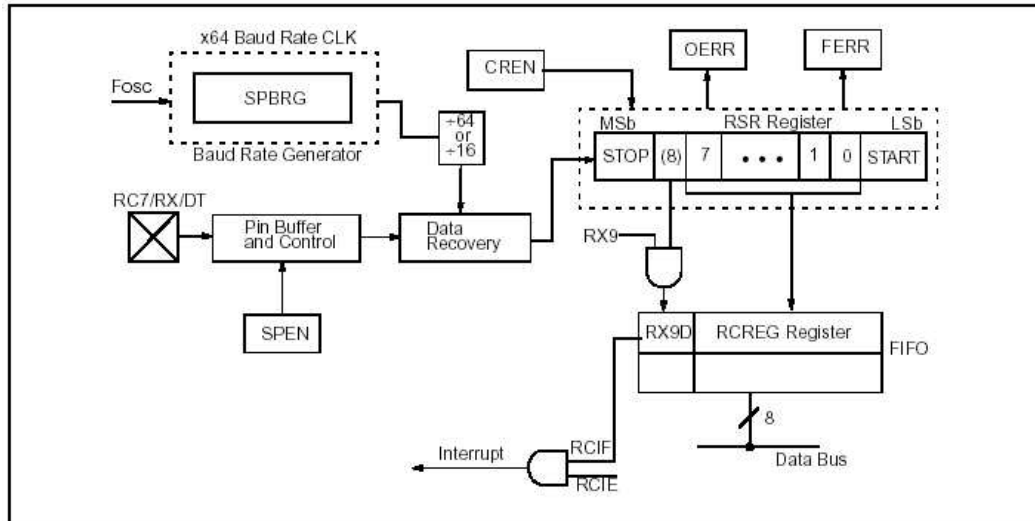 x64 Baud Rate CLK
Fosc
SPBRG
Baud Rate Generator
÷64
or
÷16
CREN
OERR
FERR
MSb
RSR Register
LSb
STOP
(8)
7
• • •
1
0
START
RC7/RX/DT
Pin Buffer
and Control
Data
Recovery
SPEN
RX9
RX9D
RCREG Register
FIFO
8
Data Bus
Interrupt
RCIF
RCIE